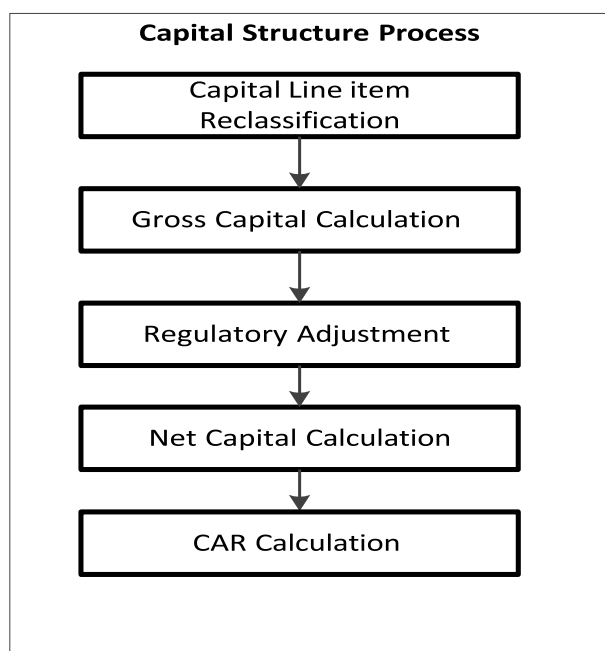 Capital Structure Process
Capital Line item
Reclassification
Gross Capital Calculation
Regulatory Adjustment
Net Capital Calculation
CAR Calculation